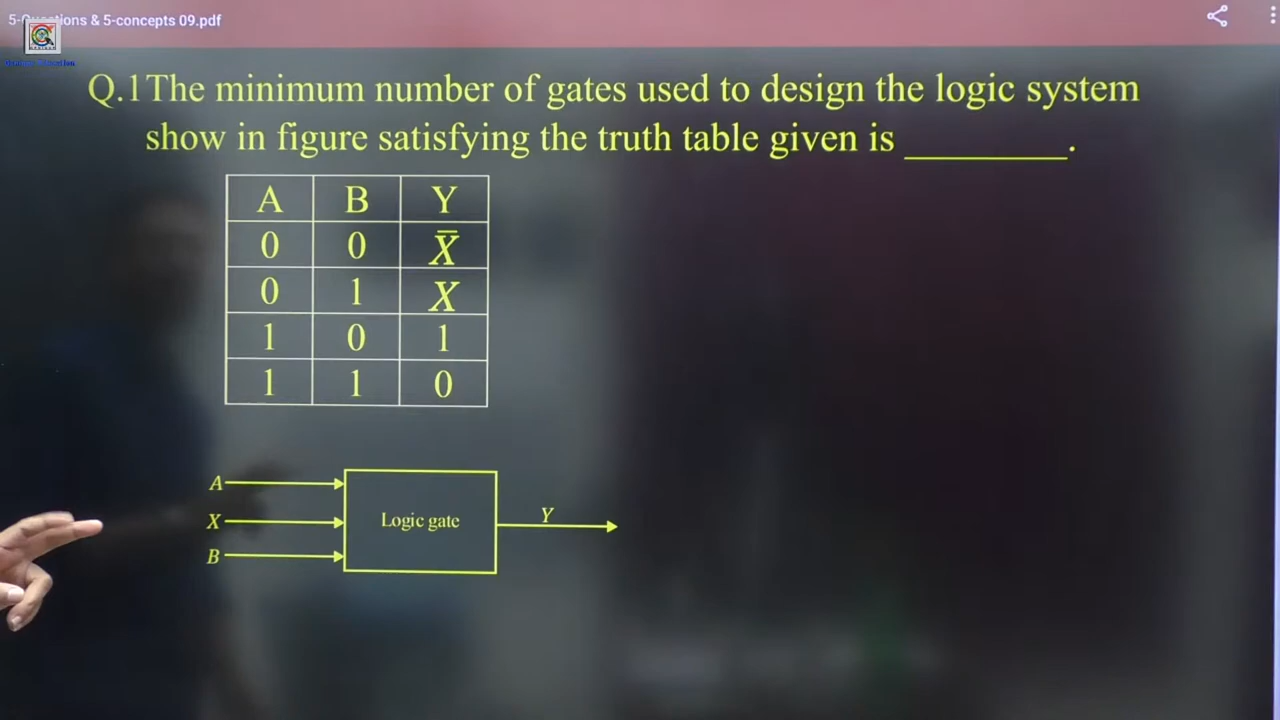 5-Questions & 5-concepts 09.pdf
Q.1 The minimum number of gates used to design the logic system
show in figure satisfying the truth table given is ________.
A B Y
0 0 X̅
0 1 X
1 0 1
1 1 0
A
X
B
Logic gate
Y